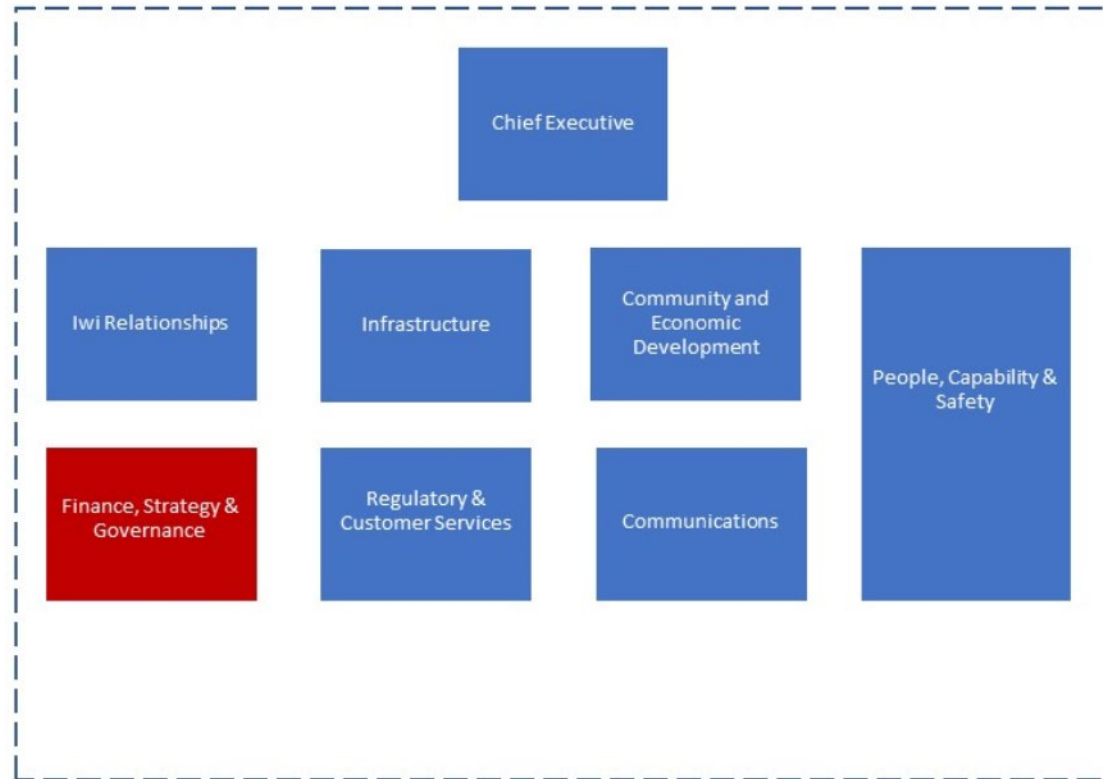 Chief Executive
Iwi Relationships
Infrastructure
Community and
Economic
Development
People, Capability &
Safety
Finance, Strategy &
Governance
Regulatory &
Customer Services
Communications